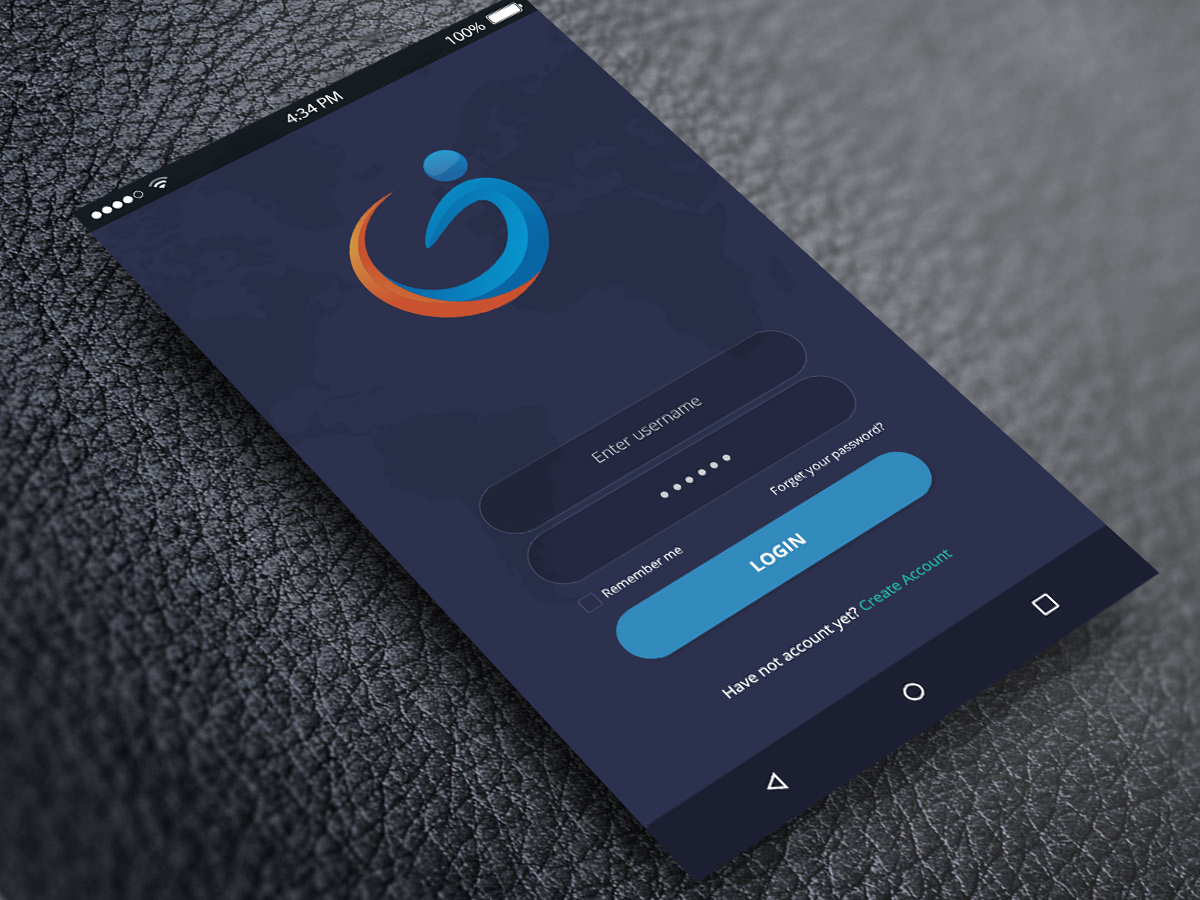 4:34 PM 100%
Enter username
Forget your password?
Remember me
LOGIN
Have not account yet? Create Account